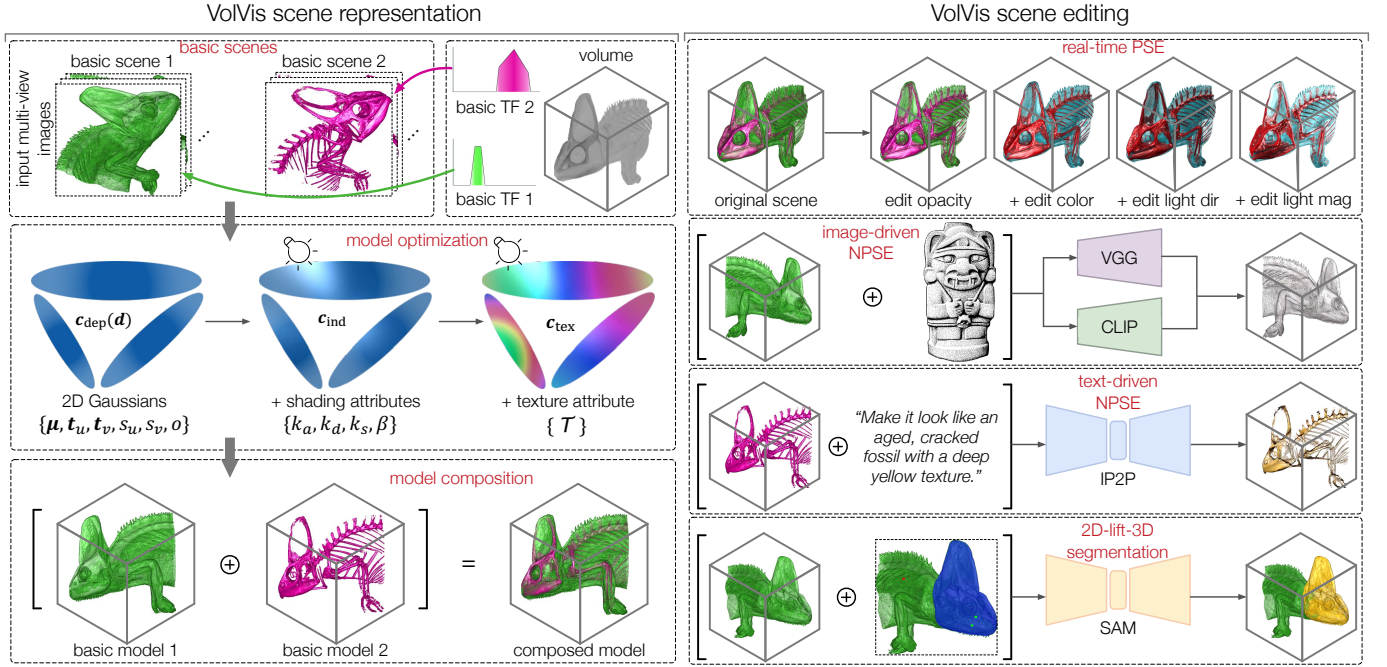 VolVis scene representation
basic scenes
basic scene 1
basic scene 2
input multi-view
images
basic TF 2
basic TF 1
volume
model optimization
c_dep(d)
c_ind
c_tex
2D Gaussians
{μ, t_u, t_v, s_u, s_v, o}
+ shading attributes
{k_a, k_d, k_s, β}
+ texture attribute
{ 𝒯 }
model composition
basic model 1
⊕
basic model 2
=
composed model
VolVis scene editing
real-time PSE
original scene
edit opacity
+ edit color
+ edit light dir
+ edit light mag
image-driven
NPSE
⊕
VGG
CLIP
text-driven
NPSE
⊕
“Make it look like an
aged, cracked
fossil with a deep
yellow texture.”
IP2P
2D-lift-3D
segmentation
⊕
SAM